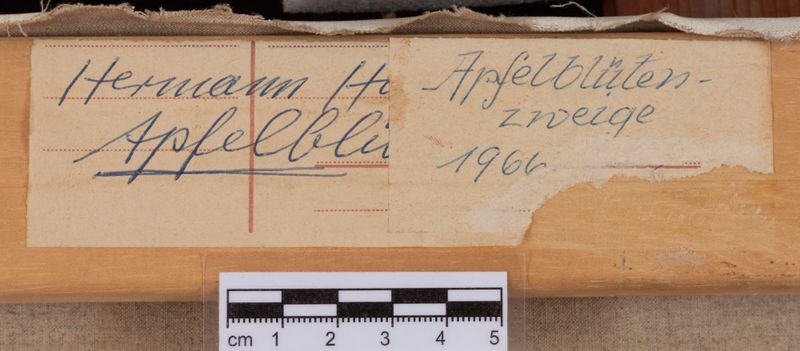 Hermann H
Apfelblü
Apfelblüten-
zweige
1966
cm 1 2 3 4 5